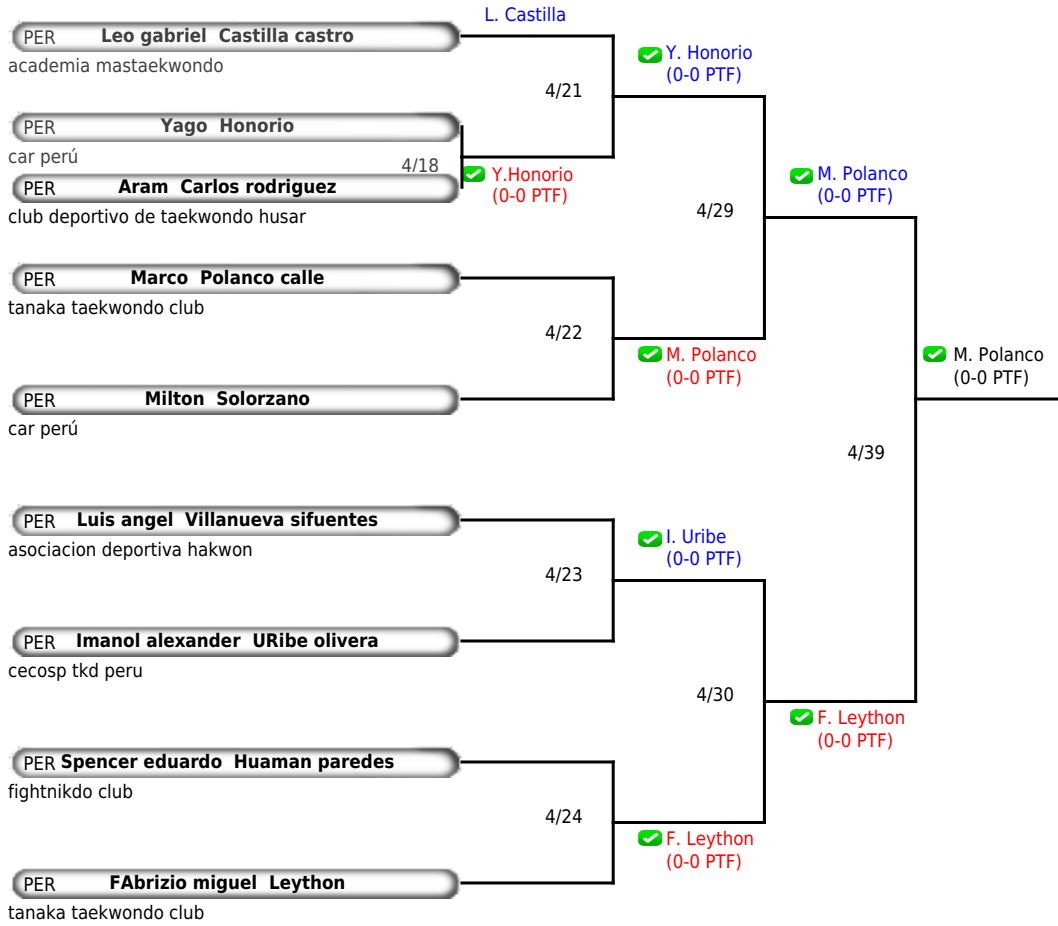 L. Castilla
PER Leo gabriel Castilla castro
academia mastaekwondo
4/21
Y. Honorio
(0-0 PTF)
PER Yago Honorio
car perú
4/18
Y.Honorio
(0-0 PTF)
PER Aram Carlos rodriguez
club deportivo de taekwondo husar
M. Polanco
(0-0 PTF)
4/29
PER Marco Polanco calle
tanaka taekwondo club
4/22
M. Polanco
(0-0 PTF)
PER Milton Solorzano
car perú
M. Polanco
(0-0 PTF)
4/39
PER Luis angel Villanueva sifuentes
asociacion deportiva hakwon
4/23
I. Uribe
(0-0 PTF)
PER Imanol alexander URibe olivera
cecosp tkd peru
4/30
F. Leython
(0-0 PTF)
PER Spencer eduardo Huaman paredes
fightnikdo club
4/24
F. Leython
(0-0 PTF)
PER FAbrizio miguel Leython
tanaka taekwondo club